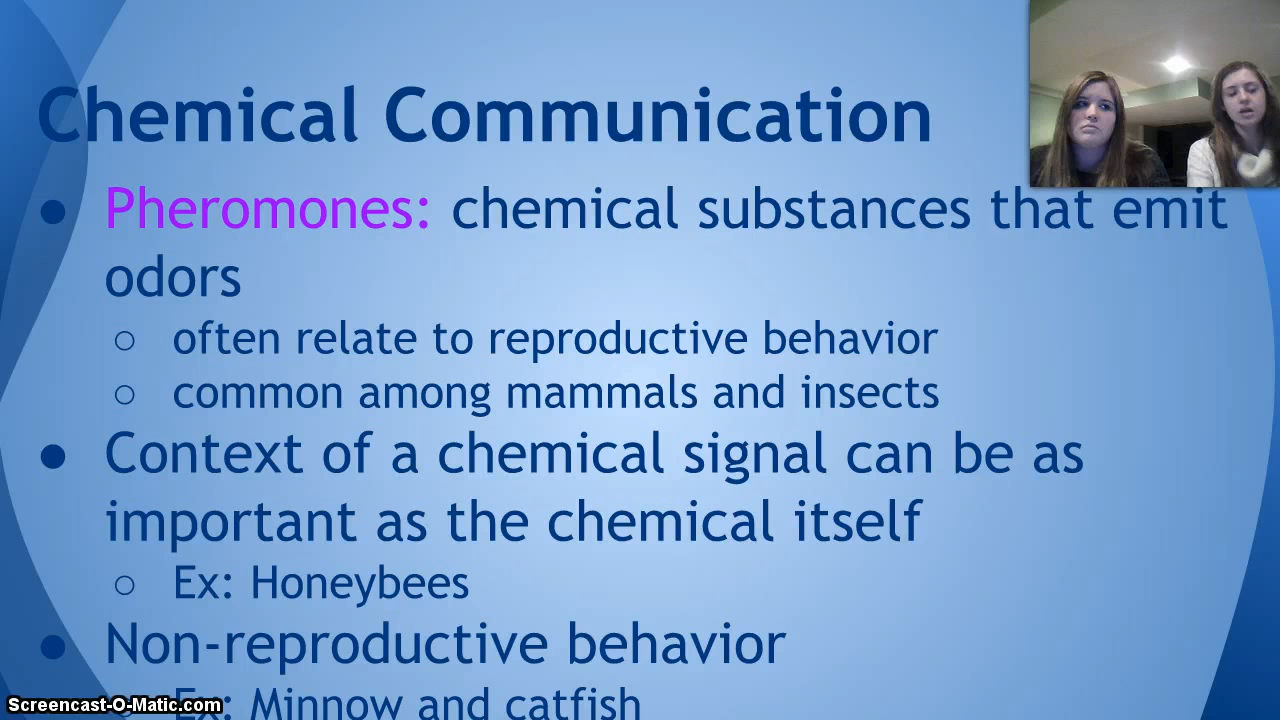 Chemical Communication
● Pheromones: chemical substances that emit
odors
○ often relate to reproductive behavior
○ common among mammals and insects
● Context of a chemical signal can be as
important as the chemical itself
○ Ex: Honeybees
● Non-reproductive behavior
○ Ex: Minnow and catfish
Screencast-O-Matic.com